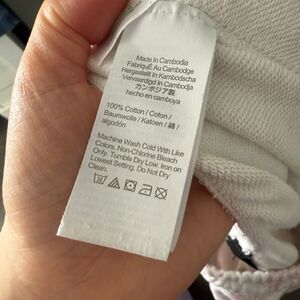 Made In Cambodia
Fabriqué Au Cambodge
Hergestellt In Kambodscha
Vervaardigd In Cambodja
カンボジア製
hecho en camboya
100% Cotton / Coton /
Baumwolle / Katoen / 綿 /
algodón
Machine Wash Cold With Like
Colors. Non-Chlorine Bleach
Only. Tumble Dry Low. Iron on
Lowest Setting. Do Not Dry
Clean.